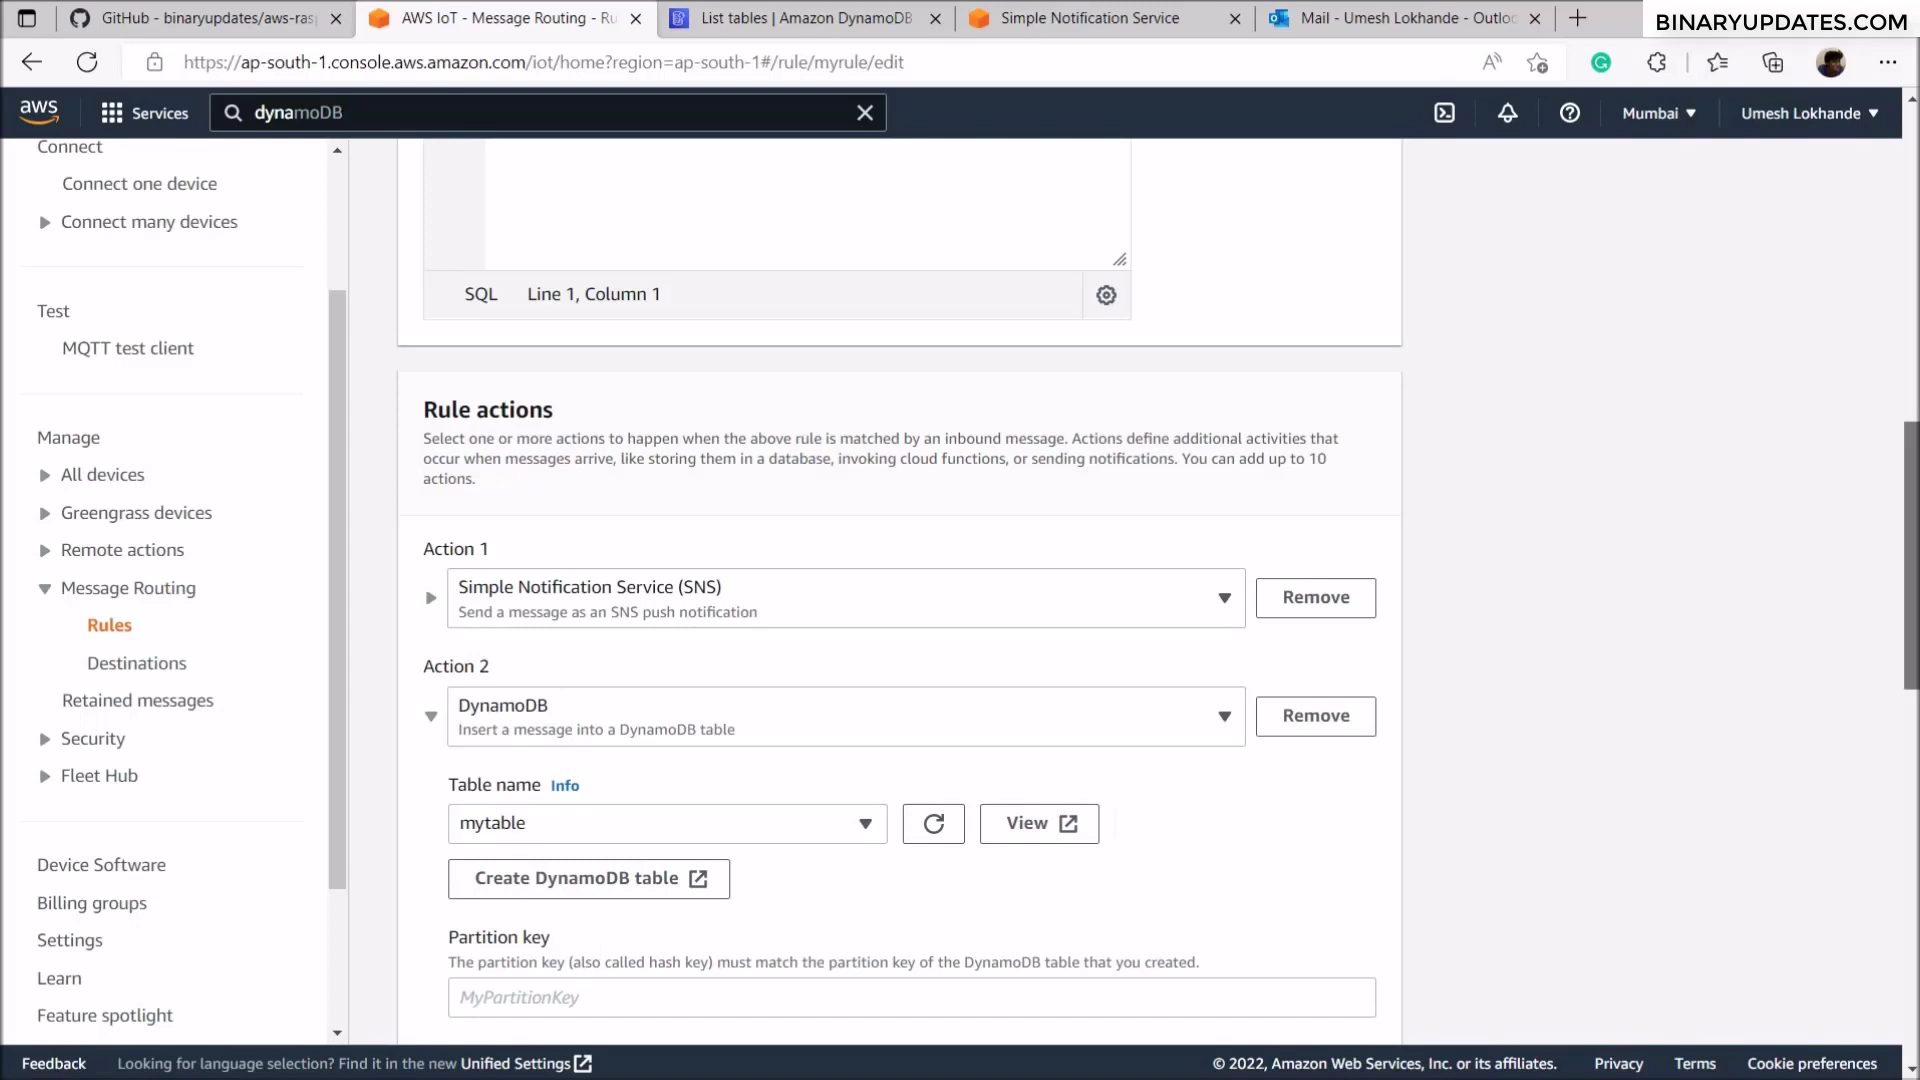 GitHub - binaryupdates/aws-rasp
AWS IoT - Message Routing - Ru
List tables | Amazon DynamoDB
Simple Notification Service
Mail - Umesh Lokhande - Outloo
BINARYUPDATES.COM
https://ap-south-1.console.aws.amazon.com/iot/home?region=ap-south-1#/rule/myrule/edit
aws
Services
dynamoDB
Mumbai
Umesh Lokhande
Connect
Connect one device
Connect many devices
Test
MQTT test client
Manage
All devices
Greengrass devices
Remote actions
Message Routing
Rules
Destinations
Retained messages
Security
Fleet Hub
Device Software
Billing groups
Settings
Learn
Feature spotlight
SQL Line 1, Column 1
Rule actions
Select one or more actions to happen when the above rule is matched by an inbound message. Actions define additional activities that
occur when messages arrive, like storing them in a database, invoking cloud functions, or sending notifications. You can add up to 10
actions.
Action 1
Simple Notification Service (SNS)
Send a message as an SNS push notification
Remove
Action 2
DynamoDB
Insert a message into a DynamoDB table
Remove
Table name Info
mytable
View
Create DynamoDB table
Partition key
The partition key (also called hash key) must match the partition key of the DynamoDB table that you created.
MyPartitionKey
Feedback
Looking for language selection? Find it in the new Unified Settings
© 2022, Amazon Web Services, Inc. or its affiliates.
Privacy
Terms
Cookie preferences